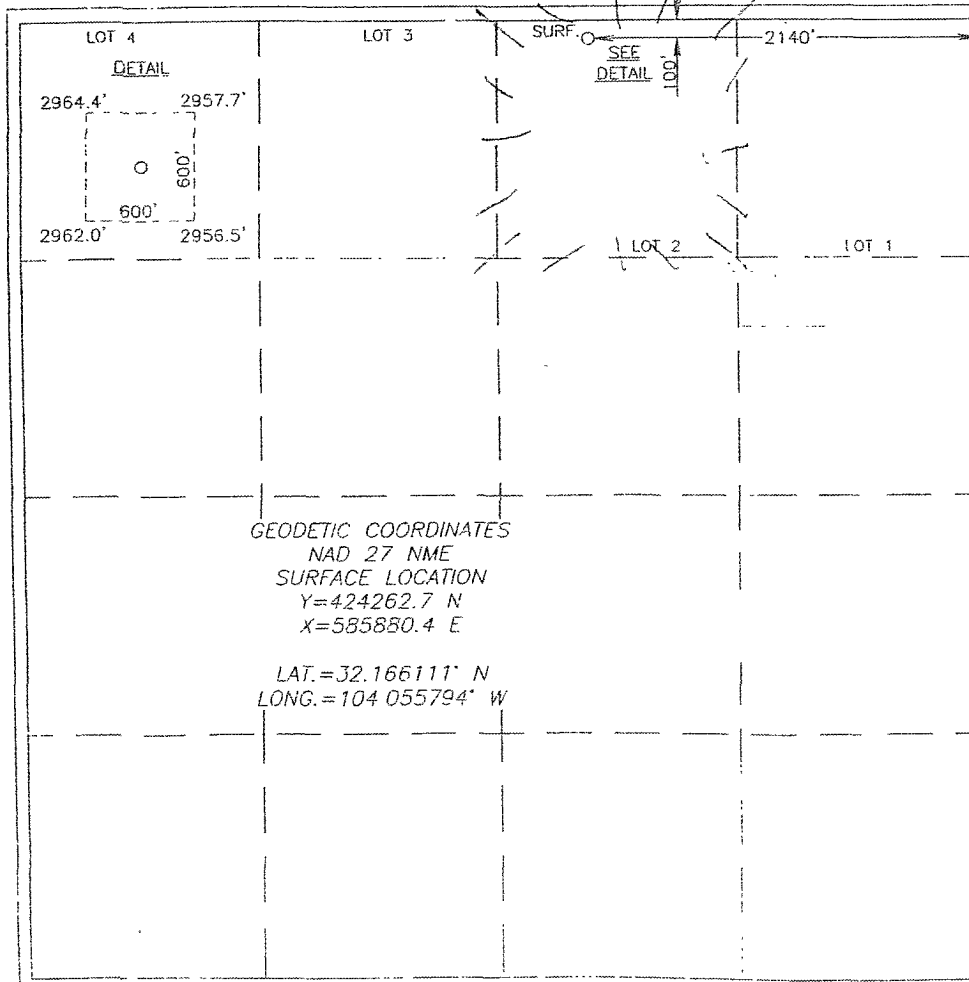 LOT 4
LOT 3
SURF.
2140'
SEE
DETAIL
100'
DETAIL
2964.4'
2957.7'
600'
600'
2962.0'
2956.5'
LOT 2
LOT 1
GEODETIC COORDINATES
NAD 27 NME
SURFACE LOCATION
Y=424262.7 N
X=585880.4 E
LAT.=32.166111° N
LONG.=104 055794° W